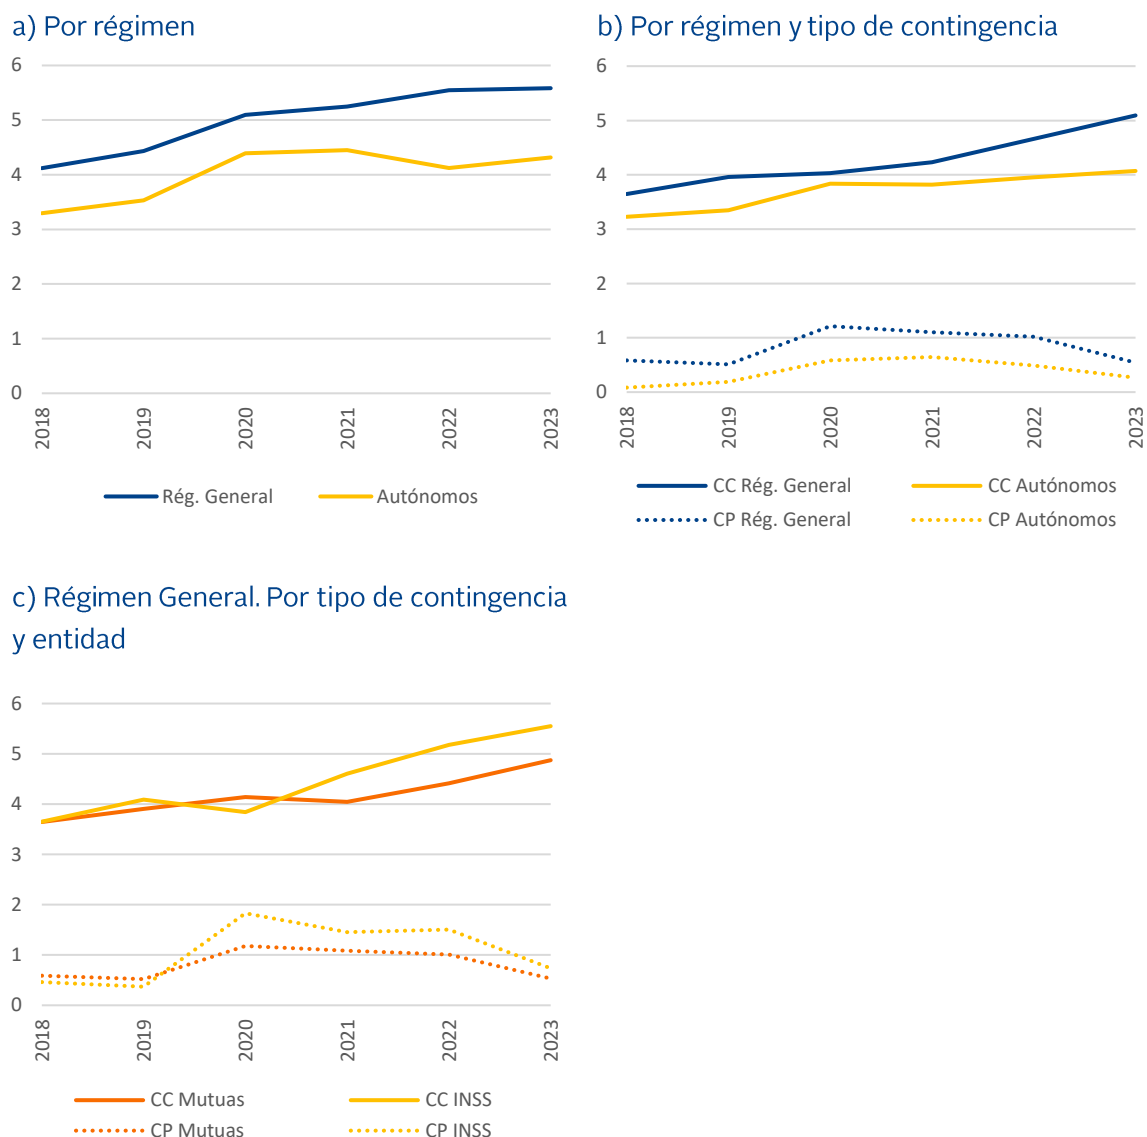 a) Por régimen
6
5
4
3
2
1
0
2018 2019 2020 2021 2022 2023
Rég. General Autónomos
b) Por régimen y tipo de contingencia
6
5
4
3
2
1
0
2018 2019 2020 2021 2022 2023
CC Rég. General CC Autónomos
CP Rég. General CP Autónomos
c) Régimen General. Por tipo de contingencia
y entidad
6
5
4
3
2
1
0
2018 2019 2020 2021 2022 2023
CC Mutuas CC INSS
CP Mutuas CP INSS